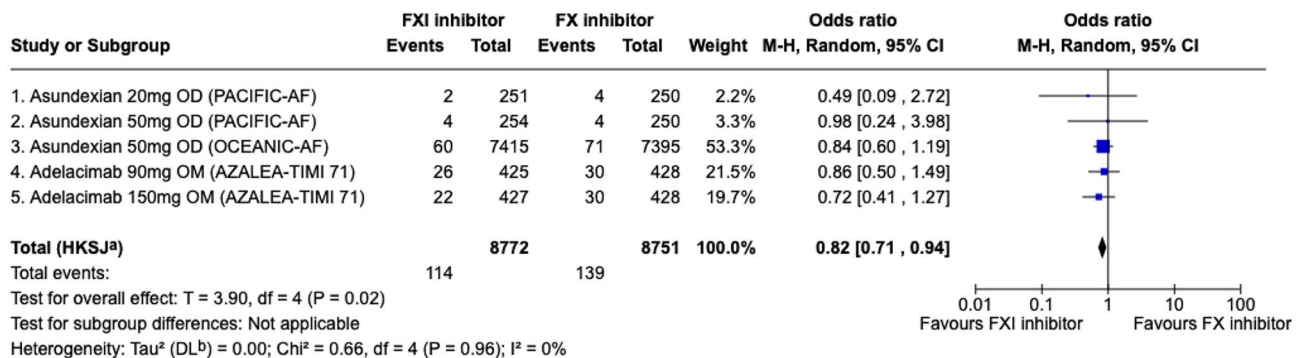 FXI inhibitor FX inhibitor Odds ratio Odds ratio
Study or Subgroup Events Total Events Total Weight M-H, Random, 95% CI M-H, Random, 95% CI
1. Asundexian 20mg OD (PACIFIC-AF) 2 251 4 250 2.2% 0.49 [0.09 , 2.72]
2. Asundexian 50mg OD (PACIFIC-AF) 4 254 4 250 3.3% 0.98 [0.24 , 3.98]
3. Asundexian 50mg OD (OCEANIC-AF) 60 7415 71 7395 53.3% 0.84 [0.60 , 1.19]
4. Adelacimab 90mg OM (AZALEA-TIMI 71) 26 425 30 428 21.5% 0.86 [0.50 , 1.49]
5. Adelacimab 150mg OM (AZALEA-TIMI 71) 22 427 30 428 19.7% 0.72 [0.41 , 1.27]
Total (HKSJᵃ) 8772 8751 100.0% 0.82 [0.71 , 0.94]
Total events: 114 139
Test for overall effect: T = 3.90, df = 4 (P = 0.02) 0.01 0.1 1 10 100
Test for subgroup differences: Not applicable Favours FXI inhibitor Favours FX inhibitor
Heterogeneity: Tau² (DLᵇ) = 0.00; Chi² = 0.66, df = 4 (P = 0.96); I² = 0%